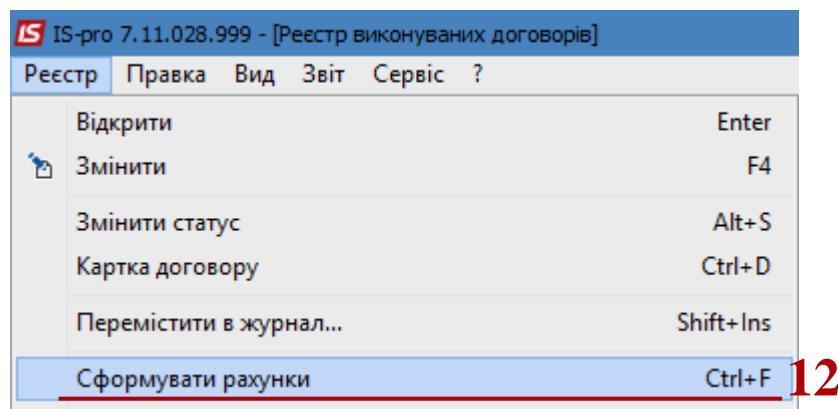 IS IS-pro 7.11.028.999 - [Реєстр виконуваних договорів]
Реєстр Правка Вид Звіт Сервіс ?
Відкрити Enter
Змінити F4
Змінити статус Alt+S
Картка договору Ctrl+D
Перемістити в журнал... Shift+Ins
Сформувати рахунки Ctrl+F 12